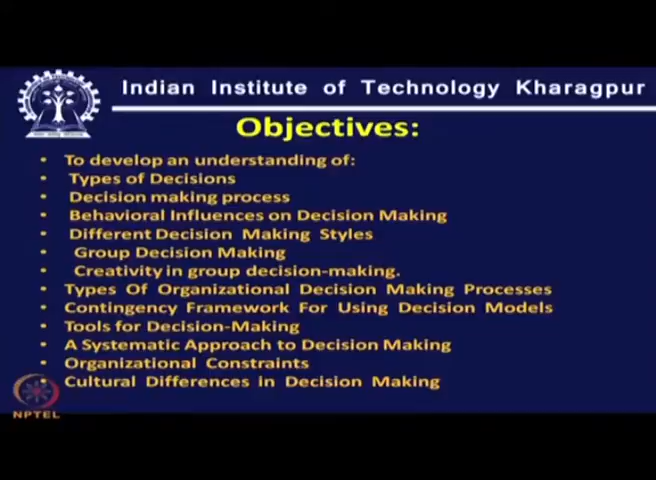 Indian Institute of Technology Kharagpur
Objectives:
• To develop an understanding of:
• Types of Decisions
• Decision making process
• Behavioral Influences on Decision Making
• Different Decision Making Styles
• Group Decision Making
• Creativity in group decision-making.
• Types Of Organizational Decision Making Processes
• Contingency Framework For Using Decision Models
• Tools for Decision-Making
• A Systematic Approach to Decision Making
• Organizational Constraints
• Cultural Differences in Decision Making
NPTEL